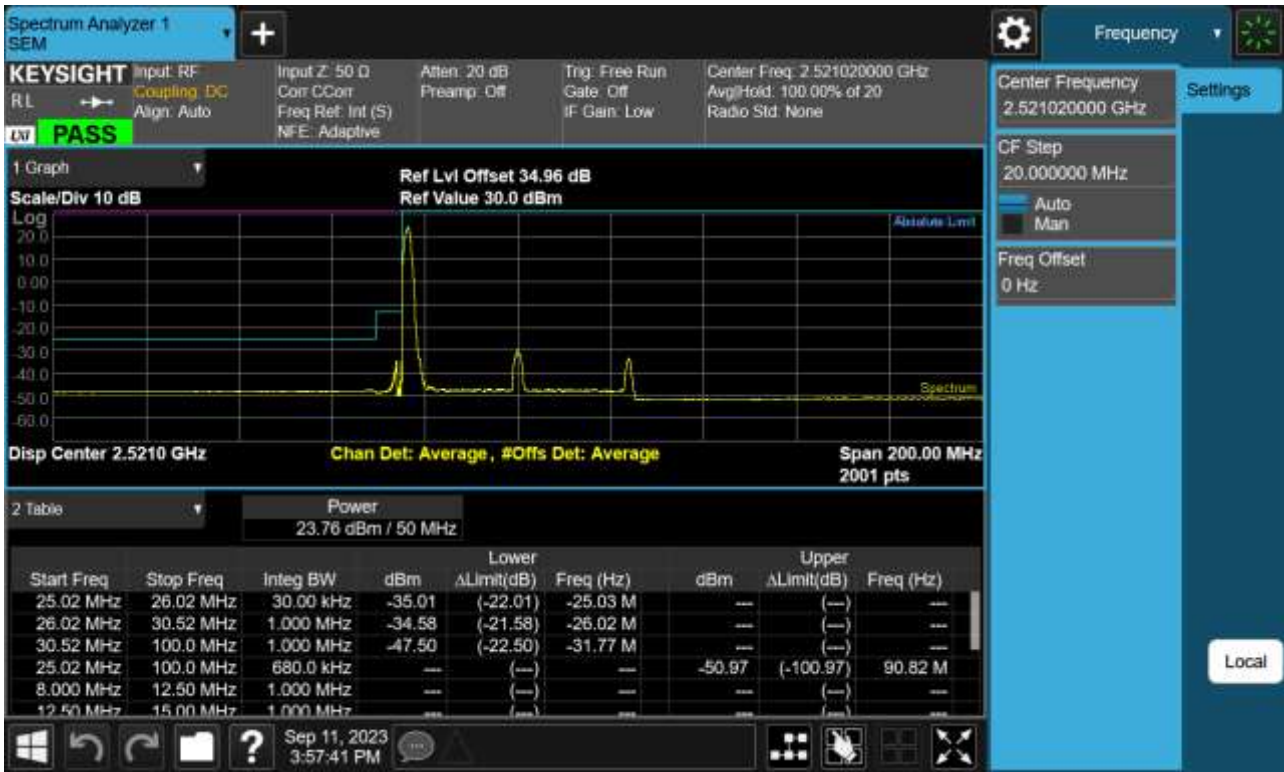 Spectrum Analyzer 1
SEM
+
Frequency
KEYSIGHT
RL
LXI
PASS
Input: RF
Coupling: DC
Align: Auto
Input Z: 50 Ω
Corr CCorr
Freq Ref: Int (S)
NFE: Adaptive
Atten: 20 dB
Preamp: Off
Trig: Free Run
Gate: Off
IF Gain: Low
Center Freq: 2.521020000 GHz
Avg|Hold: 100.00% of 20
Radio Std: None
Center Frequency
2.521020000 GHz
Settings
CF Step
20.000000 MHz
Auto
Man
Freq Offset
0 Hz
Local
1 Graph
Scale/Div 10 dB
Ref Lvl Offset 34.96 dB
Ref Value 30.0 dBm
Log
Absolute Limit
20.0
10.0
0.00
-10.0
-20.0
-30.0
-40.0
Spectrum
-50.0
-60.0
Disp Center 2.5210 GHz
Chan Det: Average, #Offs Det: Average
Span 200.00 MHz
2001 pts
2 Table
Power
23.76 dBm / 50 MHz
Lower Upper
Start Freq Stop Freq Integ BW dBm ΔLimit(dB) Freq (Hz) dBm ΔLimit(dB) Freq (Hz)
25.02 MHz 26.02 MHz 30.00 kHz -35.01 (-22.01) -25.03 M --- (---) ---
26.02 MHz 30.52 MHz 1.000 MHz -34.58 (-21.58) -26.02 M --- (---) ---
30.52 MHz 100.0 MHz 1.000 MHz -47.50 (-22.50) -31.77 M --- (---) ---
25.02 MHz 100.0 MHz 680.0 kHz --- (---) --- -50.97 (-100.97) 90.82 M
8.000 MHz 12.50 MHz 1.000 MHz --- (---) --- --- (---) ---
12.50 MHz 15.00 MHz 1.000 MHz --- (---) --- --- (---) ---
?
Sep 11, 2023
3:57:41 PM